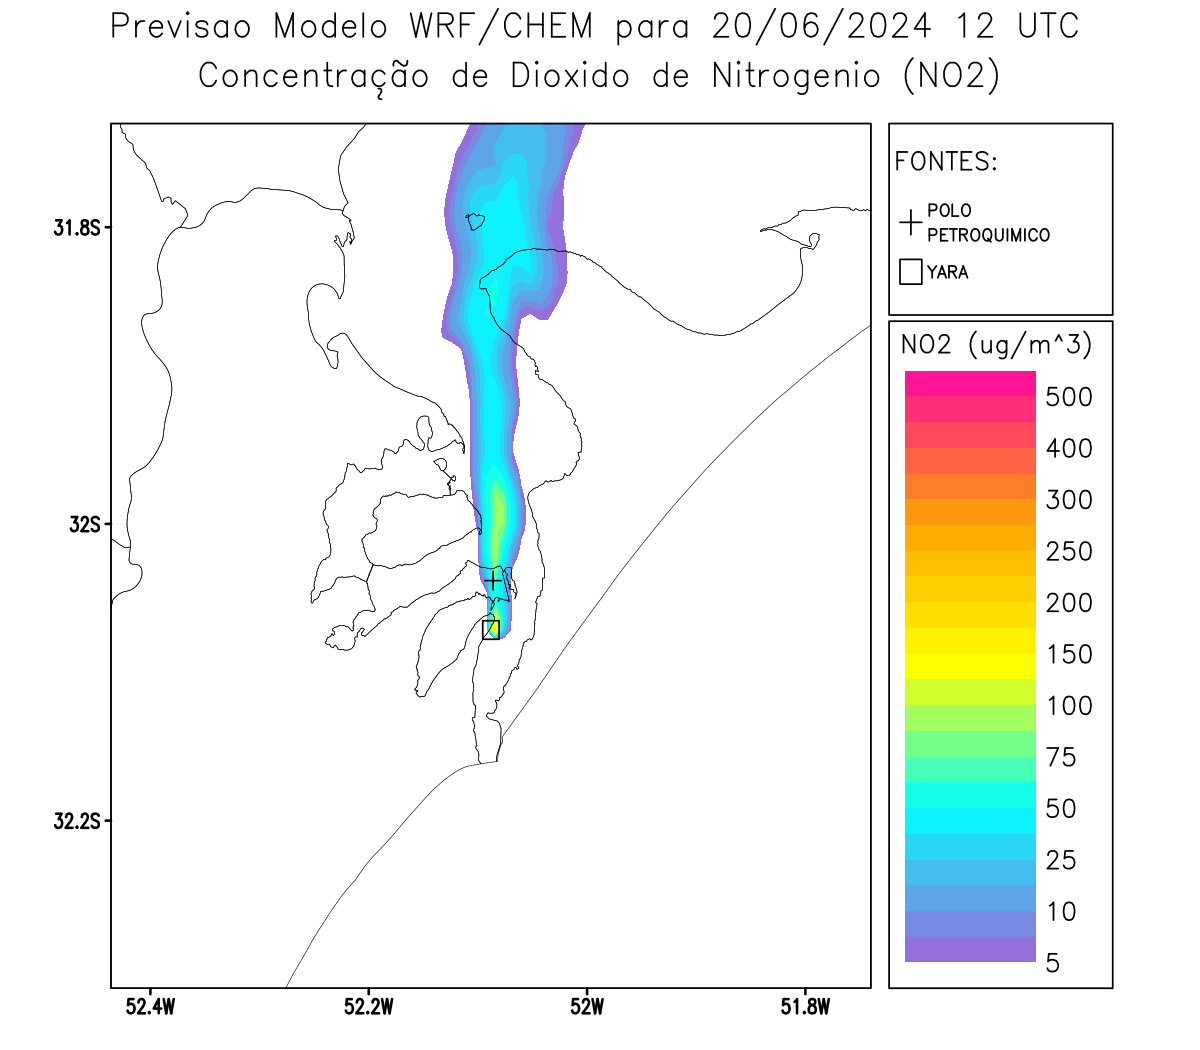 Previsao Modelo WRF/CHEM para 20/06/2024 12 UTC
Concentração de Dioxido de Nitrogenio (NO2)
FONTES:
POLO
PETROQUIMICO
YARA
NO2 (ug/m^3)
500
400
300
250
200
150
100
75
50
25
10
5
31.8S
32S
32.2S
52.4W
52.2W
52W
51.8W